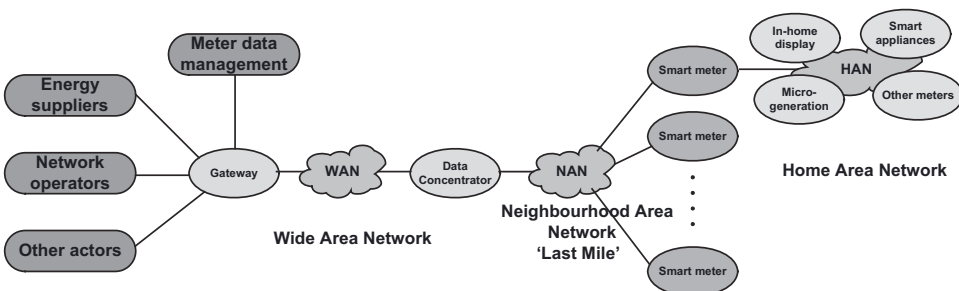 Meter data
management
Energy
suppliers
Network
operators
Other actors
Gateway
WAN
Wide Area Network
Data
Concentrator
NAN
Neighbourhood Area
Network
‘Last Mile’
Smart meter
Smart meter
Smart meter
In-home
display
Smart
appliances
HAN
Micro-
generation
Other meters
Home Area Network